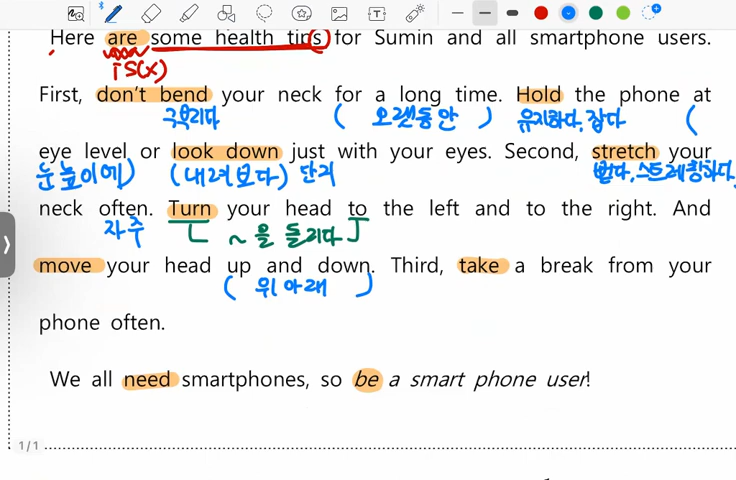 Here are some health tips for Sumin and all smartphone users.
is(x)
First, don't bend your neck for a long time. Hold the phone at
구부리다 ( 오랫동안 ) 유지하다, 잡다 (
eye level or look down just with your eyes. Second, stretch your
눈높이에) (내려보다) 단지 뻗다, 스트레칭하다
neck often. Turn your head to the left and to the right. And
자주 ~을 돌리다
move your head up and down. Third, take a break from your
( 위아래 )
phone often.
We all need smartphones, so be a smart phone user!
1/1